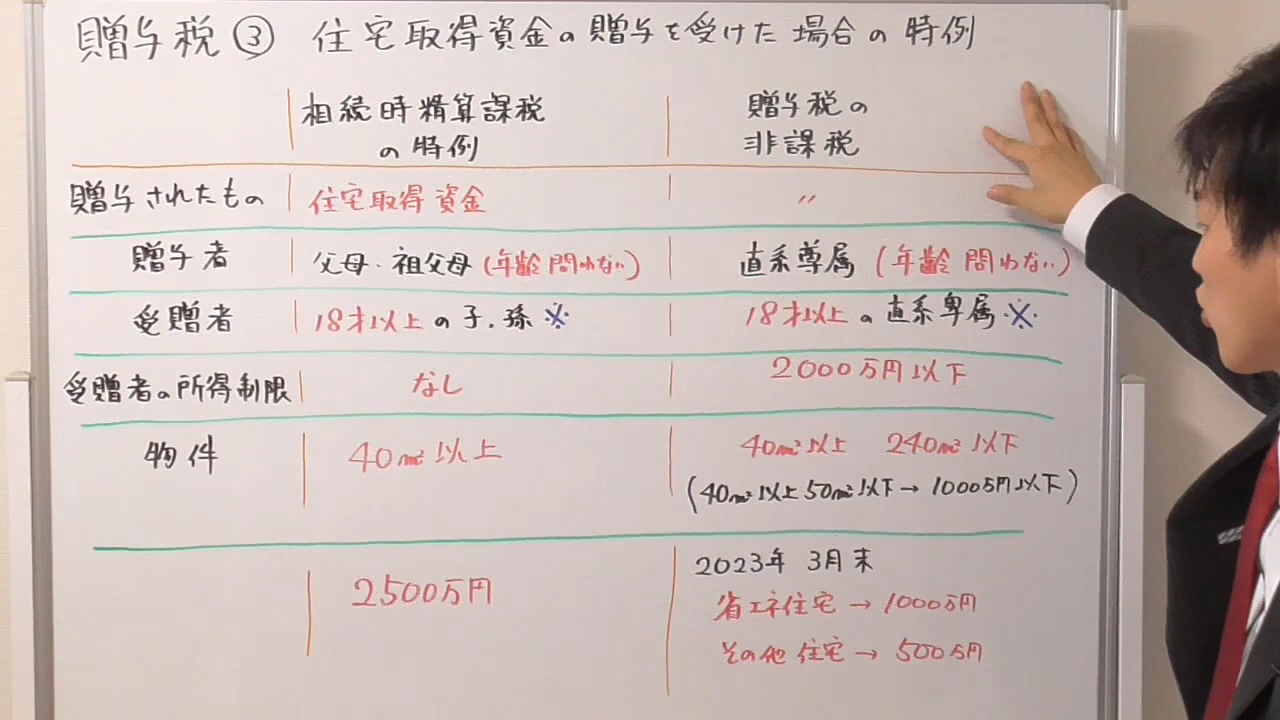 贈与税③ 住宅取得資金の贈与を受けた場合の特例
相続時精算課税
の特例
贈与税の
非課税
贈与されたもの 住宅取得資金 〃
贈与者 父母・祖父母(年齢問わない) 直系尊属(年齢問わない)
受贈者 18才以上の子・孫※ 18才以上の直系卑属※
受贈者の所得制限 なし 2000万円以下
物件 40㎡以上 40㎡以上 240㎡以下
(40㎡以上50㎡以下→1000万円以下)
2500万円
2023年 3月末
省エネ住宅→1000万円
その他住宅→500万円